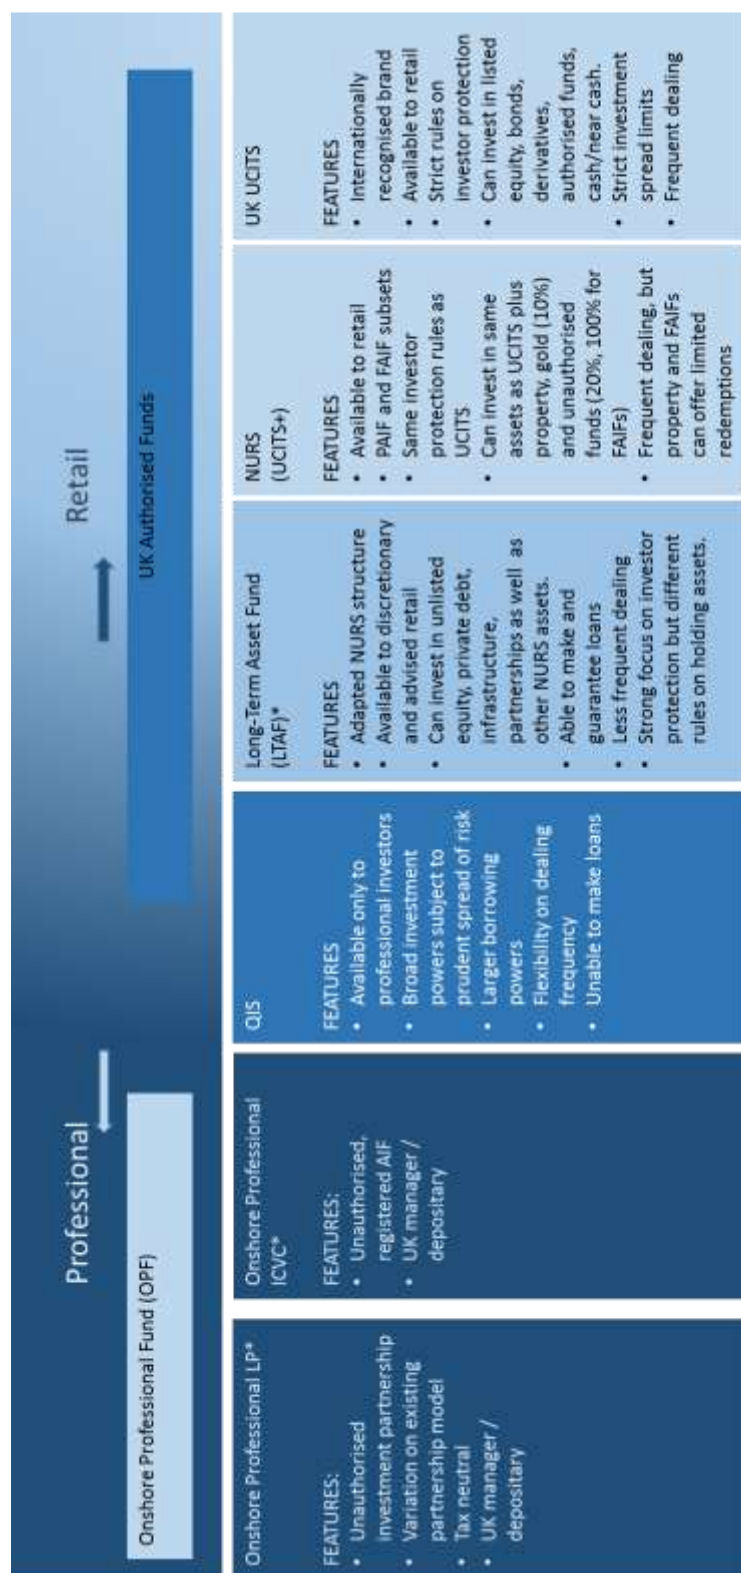 Professional
Retail
Onshore Professional Fund (OPF)
UK Authorised Funds
Onshore Professional LP*
FEATURES:
• Unauthorised
investment partnership
• Variation on existing
partnership model
• Tax neutral
• UK manager /
depositary
Onshore Professional
ICVC*
FEATURES:
• Unauthorised,
registered AIF
• UK manager /
depositary
QIS
FEATURES
• Available only to
professional investors
• Broad investment
powers subject to
prudent spread of risk
• Larger borrowing
powers
• Flexibility on dealing
frequency
• Unable to make loans
Long-Term Asset Fund
(LTAF)*
FEATURES
• Adapted NURS structure
• Available to discretionary
and advised retail
• Can invest in unlisted
equity, private debt,
infrastructure,
partnerships as well as
other NURS assets.
• Able to make and
guarantee loans
• Less frequent dealing
• Strong focus on investor
protection but different
rules on holding assets.
NURS
(UCITS+)
FEATURES
• Available to retail
• PAIF and FAIF subsets
• Same investor
protection rules as
UCITS
• Can invest in same
assets as UCITS plus
property, gold (10%)
and unauthorised
funds (20%, 100% for
FAIFs)
• Frequent dealing, but
property and FAIFs
can offer limited
redemptions
UK UCITS
FEATURES
• Internationally
recognised brand
• Available to retail
• Strict rules on
investor protection
• Can invest in listed
equity, bonds,
derivatives,
authorised funds,
cash/near cash.
• Strict investment
spread limits
• Frequent dealing